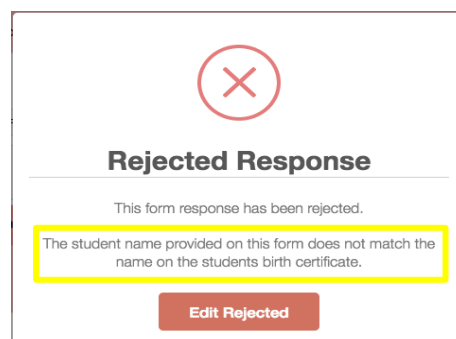 Rejected Response
This form response has been rejected.
The student name provided on this form does not match the
name on the students birth certificate.
Edit Rejected